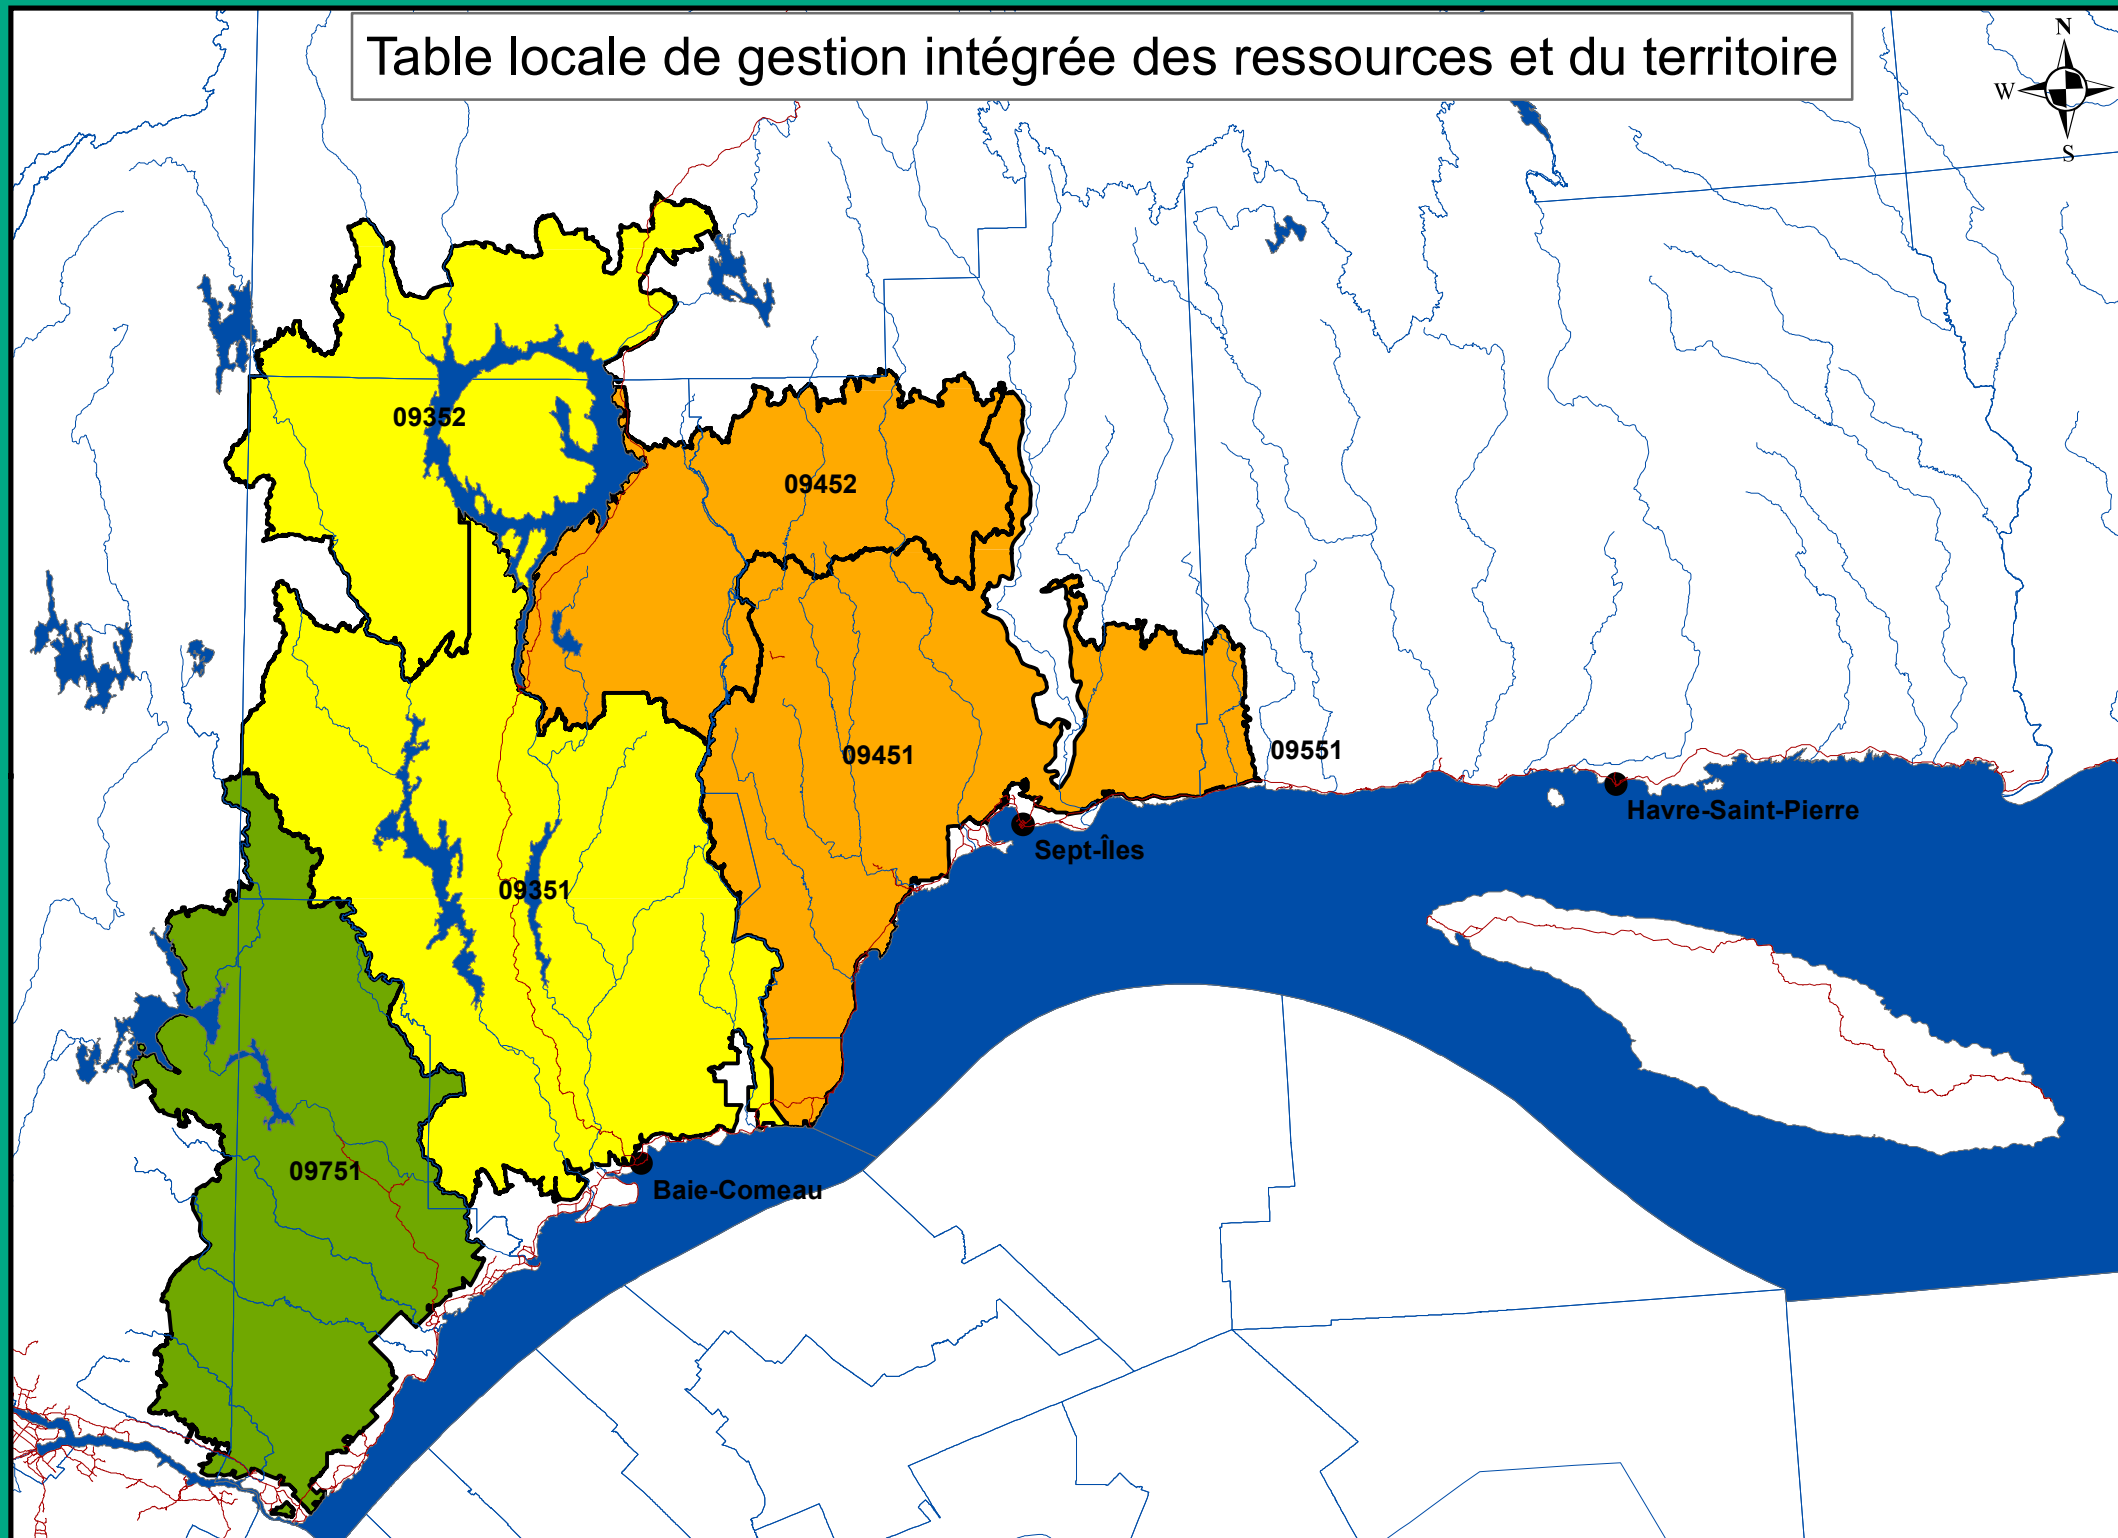 Table locale de gestion intégrée des ressources et du territoire
N
W
S
09352
09452
09451
09551
Havre-Saint-Pierre
Sept-Îles
09351
09751
Baie-Comeau